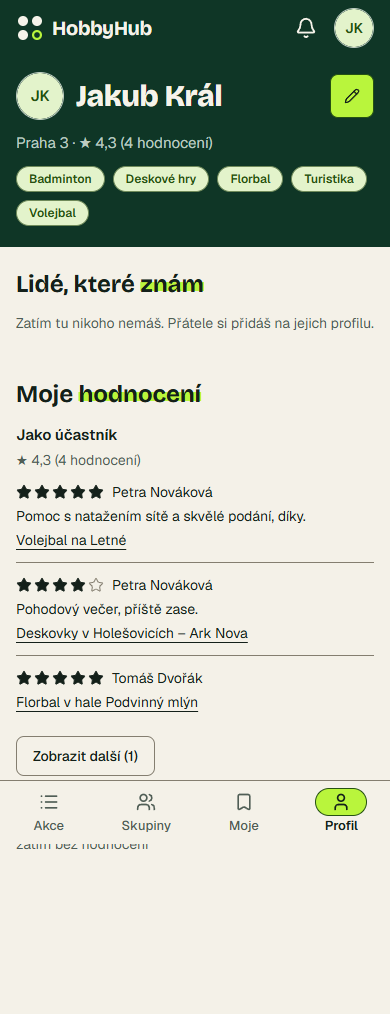 HobbyHub
JK
JK
Jakub Král
Praha 3 · ★ 4,3 (4 hodnocení)
Badminton
Deskové hry
Florbal
Turistika
Volejbal
Lidé, které znám
Zatím tu nikoho nemáš. Přátele si přidáš na jejich profilu.
Moje hodnocení
Jako účastník
★ 4,3 (4 hodnocení)
Petra Nováková
Pomoc s natažením sítě a skvělé podání, díky.
Volejbal na Letné
Petra Nováková
Pohodový večer, příště zase.
Deskovky v Holešovicích – Ark Nova
Tomáš Dvořák
Florbal v hale Podvinný mlýn
Zobrazit další (1)
Akce
Skupiny
Moje
Profil
Zatím bez hodnocení